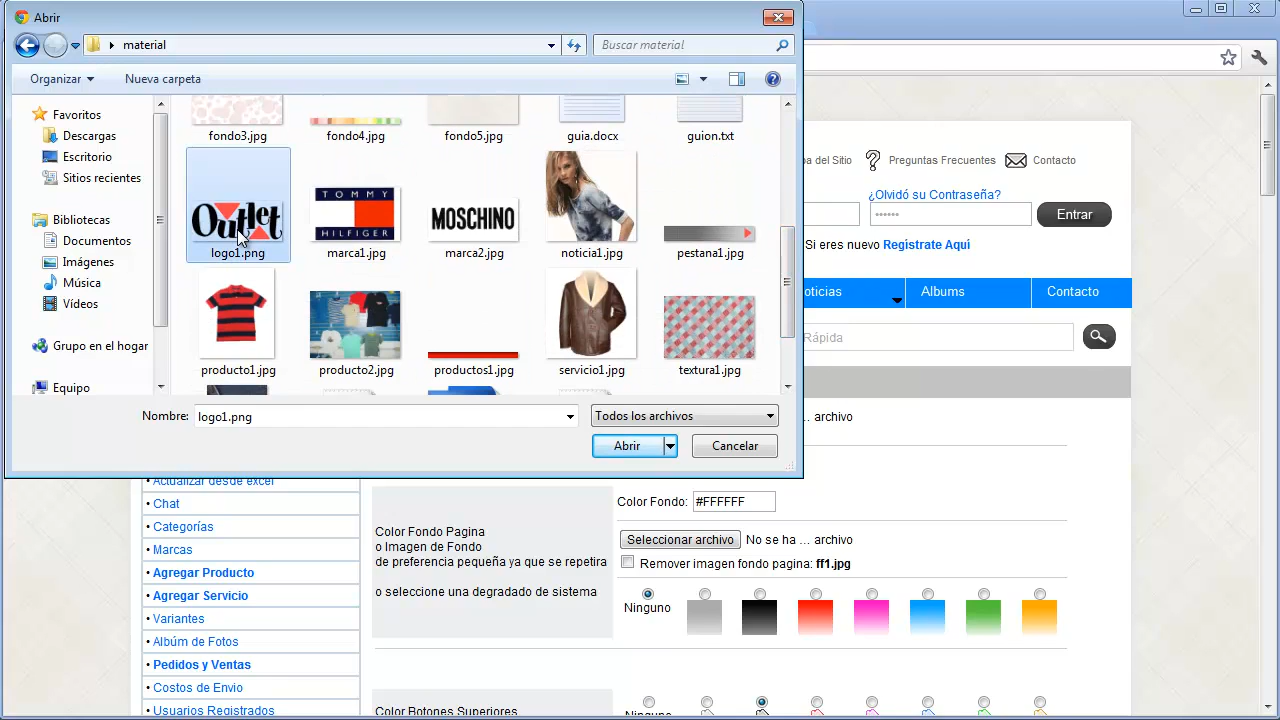 Abrir
material
Buscar material
Organizar
Nueva carpeta
Favoritos
Descargas
Escritorio
Sitios recientes
Bibliotecas
Documentos
Imágenes
Música
Vídeos
Grupo en el hogar
Equipo
fondo3.jpg
fondo4.jpg
fondo5.jpg
guia.docx
guion.txt
Outlet
TOMMY
HILFIGER
MOSCHINO
logo1.png
marca1.jpg
marca2.jpg
noticia1.jpg
pestana1.jpg
producto1.jpg
producto2.jpg
productos1.jpg
servicio1.jpg
textura1.jpg
Nombre: logo1.png
Todos los archivos
Abrir
Cancelar
pa del Sitio
Preguntas Frecuentes
Contacto
¿Olvidó su Contraseña?
••••••
Entrar
Si eres nuevo Registrate Aqui
oticias
Albums
Contacto
Rápida
archivo
• Actualizar desde excel
• Chat
• Categorías
• Marcas
• Agregar Producto
• Agregar Servicio
• Variantes
• Albúm de Fotos
• Pedidos y Ventas
• Costos de Envio
• Usuarios Registrados
Color Fondo Pagina
o Imagen de Fondo
de preferencia pequeña ya que se repetira
o seleccione una degradado de sistema
Color Fondo: #FFFFFF
Seleccionar archivo No se ha ... archivo
Remover imagen fondo pagina: ff1.jpg
Ninguno
Color Botones Superiores
Ninguno